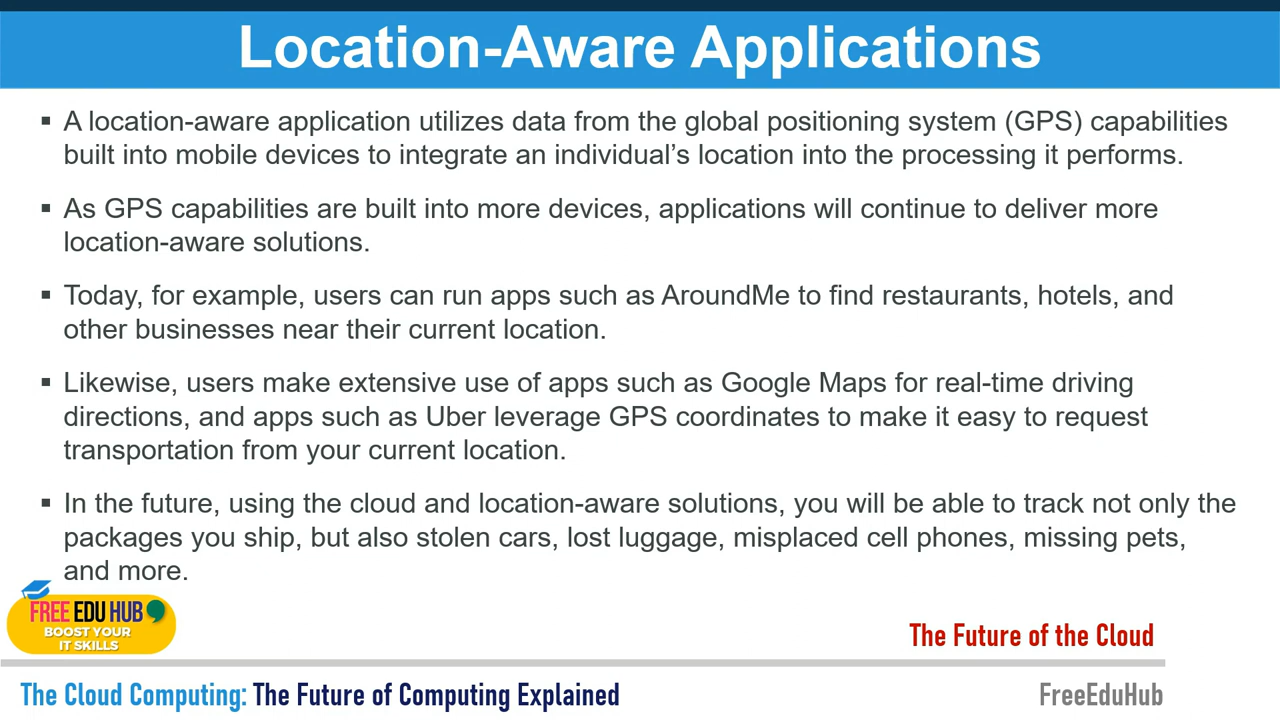 Location-Aware Applications
▪ A location-aware application utilizes data from the global positioning system (GPS) capabilities
built into mobile devices to integrate an individual’s location into the processing it performs.
▪ As GPS capabilities are built into more devices, applications will continue to deliver more
location-aware solutions.
▪ Today, for example, users can run apps such as AroundMe to find restaurants, hotels, and
other businesses near their current location.
▪ Likewise, users make extensive use of apps such as Google Maps for real-time driving
directions, and apps such as Uber leverage GPS coordinates to make it easy to request
transportation from your current location.
▪ In the future, using the cloud and location-aware solutions, you will be able to track not only the
packages you ship, but also stolen cars, lost luggage, misplaced cell phones, missing pets,
and more.
FREE EDU HUB
BOOST YOUR
IT SKILLS
The Future of the Cloud
The Cloud Computing: The Future of Computing Explained
FreeEduHub